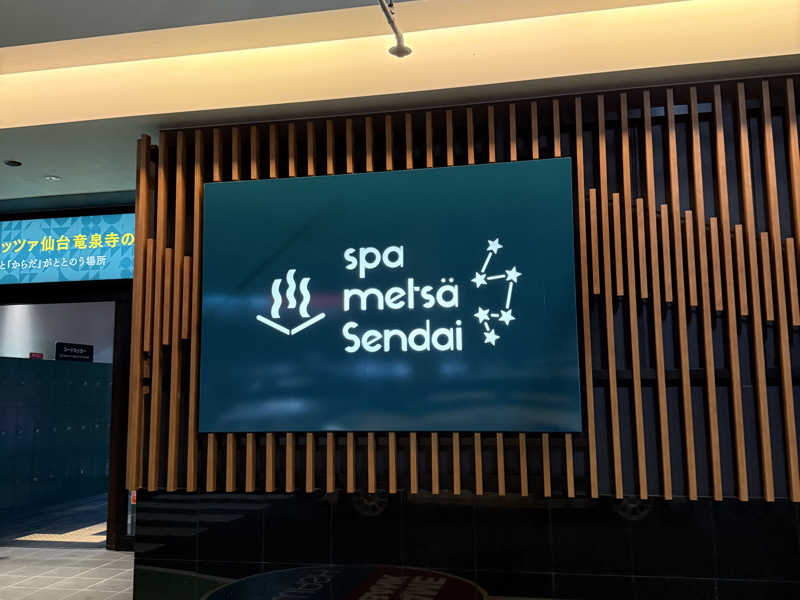 spa
metsä
Sendai
ッツァ仙台竜泉寺の
と「からだ」がととのう場所